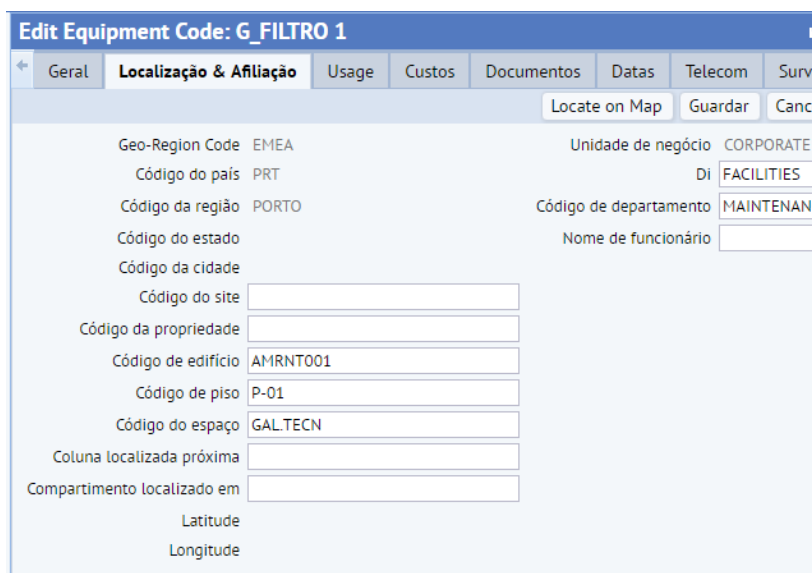 Edit Equipment Code: G_FILTRO 1
Geral Localização & Afiliação Usage Custos Documentos Datas Telecom
Locate on Map Guardar
Geo-Region Code EMEA Unidade de negócio CORPORATE
Código do país PRT Di FACILITIES
Código da região PORTO Código de departamento MAINTENAN
Código do estado Nome de funcionário
Código da cidade
Código do site
Código da propriedade
Código de edifício AMRNT001
Código de piso P-01
Código do espaço GAL.TECN
Coluna localizada próxima
Compartimento localizado em
Latitude
Longitude